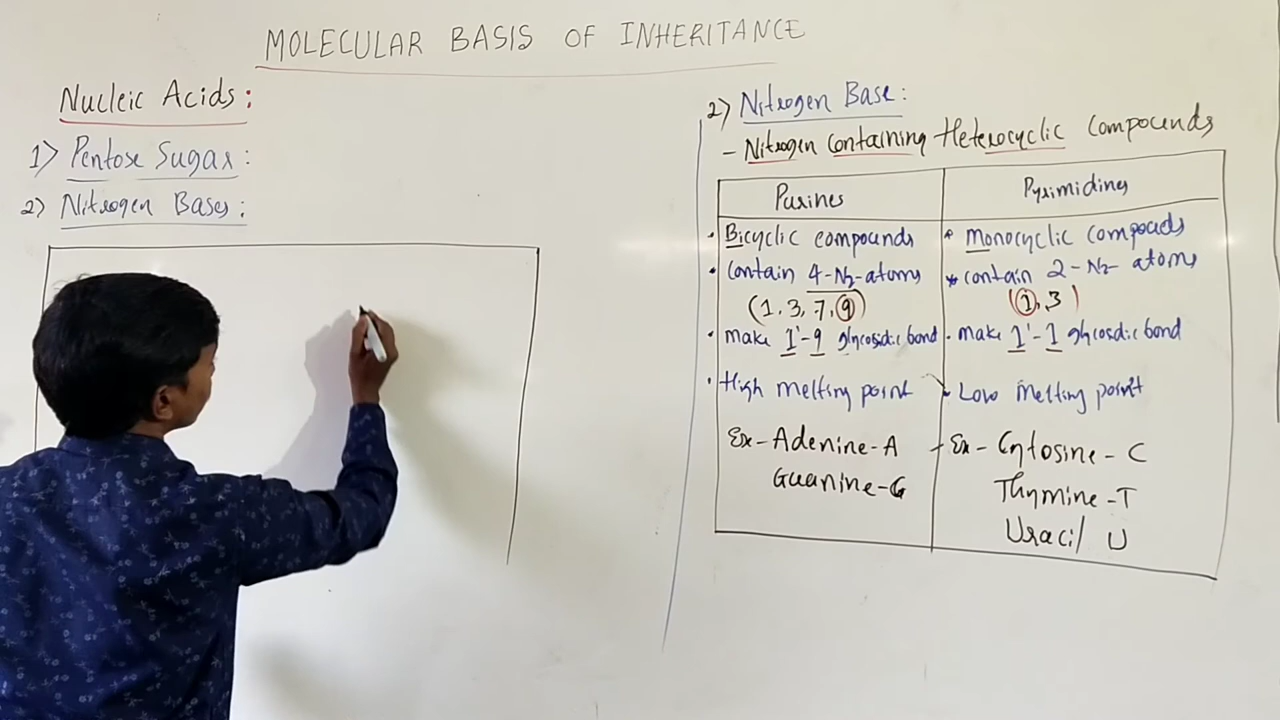 MOLECULAR BASIS OF INHERITANCE
Nucleic Acids:
1) Pentose Sugar:
2) Nitrogen Bases:
2) Nitrogen Base:
- Nitrogen Containing Heterocyclic Compounds
Purines
• Bicyclic compounds
• Contain 4-N2-atoms
(1, 3, 7, 9)
• Make 1'-9 glycosidic bond
• High melting point
Ex- Adenine-A
Guanine-G
Pyrimidines
• Monocyclic compoeds
• contain 2-N2- atoms
(1, 3)
• make 1'-1 glycosdic bond
Low melting point
Ex- Cytosine - C
Thymine - T
Uracil U